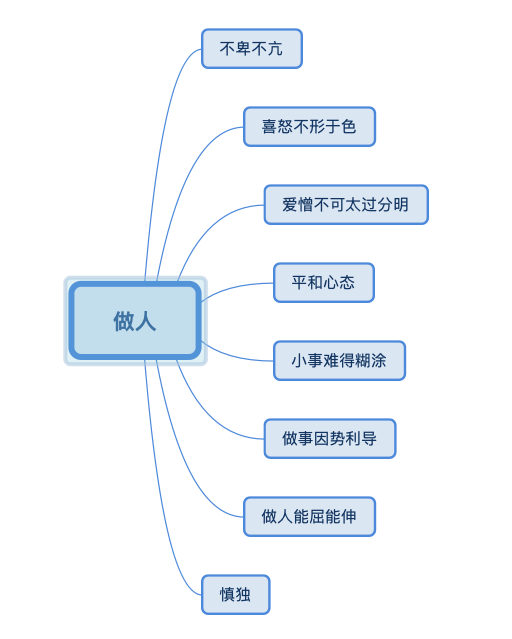 做人
不卑不亢
喜怒不形于色
爱憎不可太过分明
平和心态
小事难得糊涂
做事因势利导
做人能屈能伸
慎独